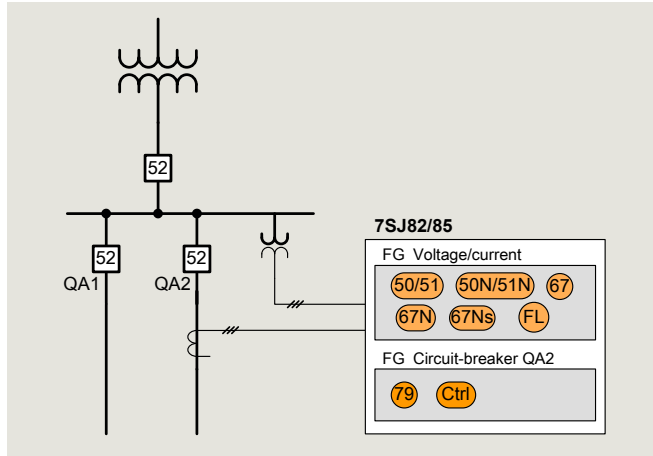 52
7SJ82/85
52
52
FG Voltage/current
QA1
QA2
50/51
50N/51N
67
67N
67Ns
FL
FG Circuit-breaker QA2
79
Ctrl